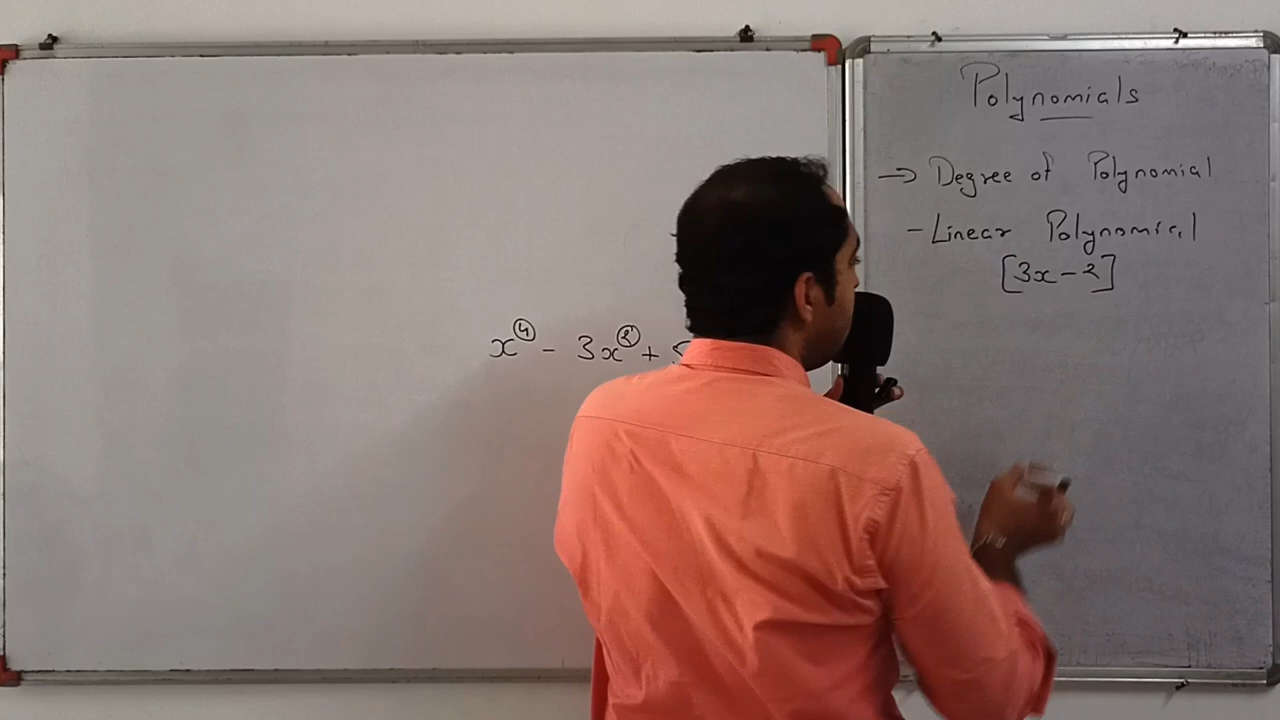 Polynomials
→ Degree of Polynomial
- Linear Polynomial
[3x - 2]
x⁴ - 3x² +